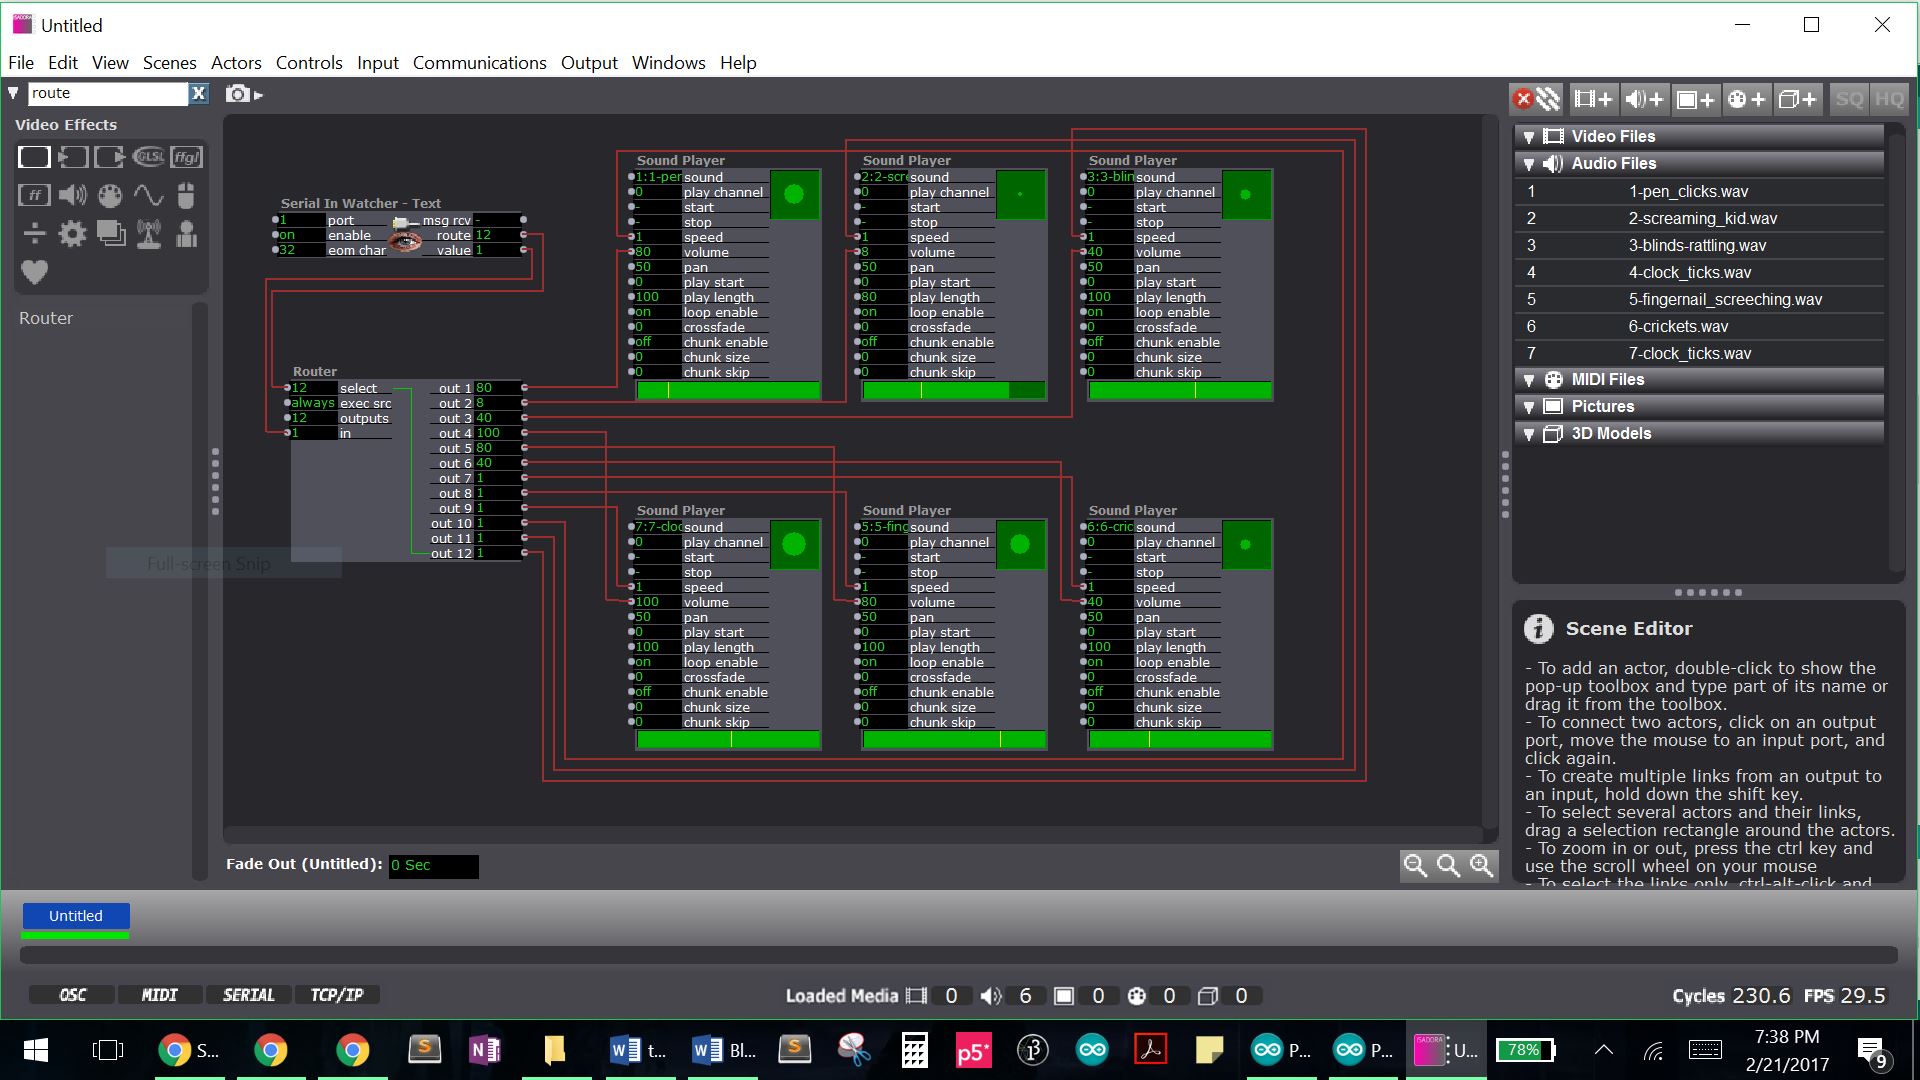 Untitled
File Edit View Scenes Actors Controls Input Communications Output Windows Help
route X
Video Effects
GLSL ffgl
ff
Router
Serial In Watcher - Text
1 port msg rcv -
on enable route 12
32 eom char value 1
Router
12 select out 1 80
always exec src out 2 8
12 outputs out 3 40
1 in out 4 100
out 5 80
out 6 40
out 7 1
out 8 1
out 9 1
out 10 1
out 11 1
out 12 1
Full-screen Snip
Sound Player
1:1-pen sound
0 play channel
- start
- stop
1 speed
80 volume
50 pan
0 play start
100 play length
on loop enable
0 crossfade
off chunk enable
0 chunk size
0 chunk skip
Sound Player
2:2-scre sound
0 play channel
- start
- stop
1 speed
8 volume
50 pan
0 play start
80 play length
on loop enable
0 crossfade
off chunk enable
0 chunk size
0 chunk skip
Sound Player
3:3-blin sound
0 play channel
- start
- stop
1 speed
40 volume
50 pan
0 play start
100 play length
on loop enable
0 crossfade
off chunk enable
0 chunk size
0 chunk skip
Sound Player
7:7-cloc sound
0 play channel
- start
- stop
1 speed
100 volume
50 pan
0 play start
100 play length
on loop enable
0 crossfade
off chunk enable
0 chunk size
0 chunk skip
Sound Player
5:5-fing sound
0 play channel
- start
- stop
1 speed
80 volume
50 pan
0 play start
100 play length
on loop enable
0 crossfade
off chunk enable
0 chunk size
0 chunk skip
Sound Player
6:6-cric sound
0 play channel
- start
- stop
1 speed
40 volume
50 pan
0 play start
100 play length
on loop enable
0 crossfade
off chunk enable
0 chunk size
0 chunk skip
Fade Out (Untitled): 0 Sec
SQ HQ
Video Files
Audio Files
1 1-pen_clicks.wav
2 2-screaming_kid.wav
3 3-blinds-rattling.wav
4 4-clock_ticks.wav
5 5-fingernail_screeching.wav
6 6-crickets.wav
7 7-clock_ticks.wav
MIDI Files
Pictures
3D Models
Scene Editor
- To add an actor, double-click to show the
pop-up toolbox and type part of its name or
drag it from the toolbox.
- To connect two actors, click on an output
port, move the mouse to an input port, and
click again.
- To create multiple links from an output to
an input, hold down the shift key.
- To select several actors and their links,
drag a selection rectangle around the actors.
- To zoom in or out, press the ctrl key and
use the scroll wheel on your mouse
- To select the links only, ctrl-alt-click and
Untitled
OSC MIDI SERIAL TCP/IP
Loaded Media 0 6 0 0 0
Cycles 230.6 FPS 29.5
S... t... Bl... p5* P... P... ISADORA U... 78%
7:38 PM
2/21/2017
9